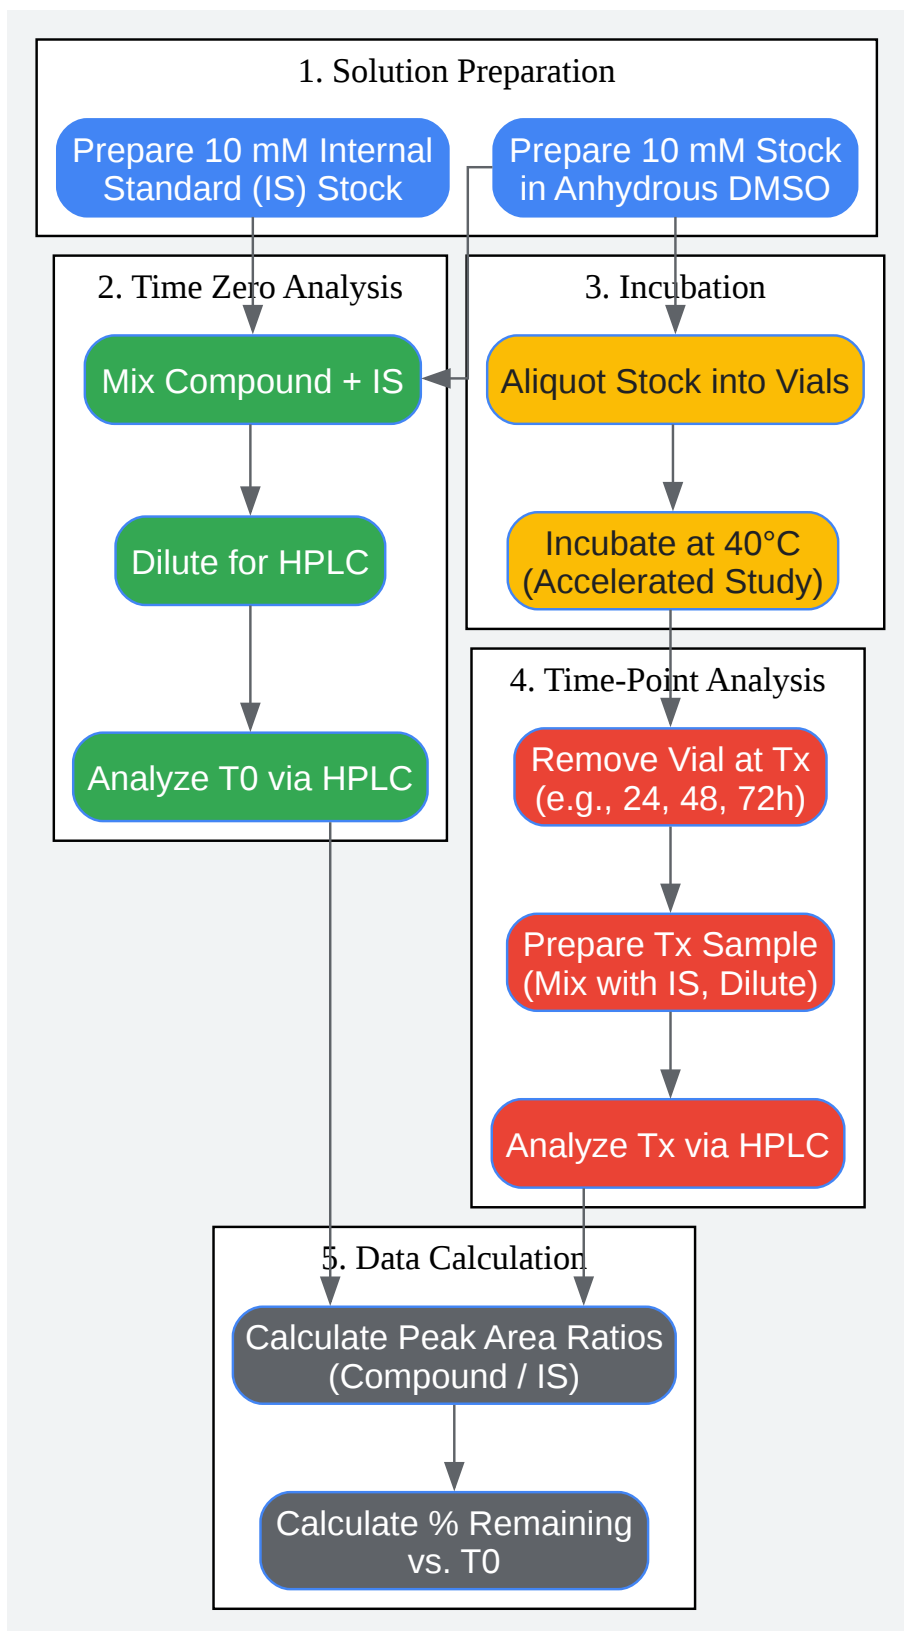 1. Solution Preparation
Prepare 10 mM Internal
Standard (IS) Stock
Prepare 10 mM Stock
in Anhydrous DMSO
2. Time Zero Analysis
Mix Compound + IS
Dilute for HPLC
Analyze T0 via HPLC
3. Incubation
Aliquot Stock into Vials
Incubate at 40°C
(Accelerated Study)
4. Time-Point Analysis
Remove Vial at Tx
(e.g., 24, 48, 72h)
Prepare Tx Sample
(Mix with IS, Dilute)
Analyze Tx via HPLC
5. Data Calculation
Calculate Peak Area Ratios
(Compound / IS)
Calculate % Remaining
vs. T0